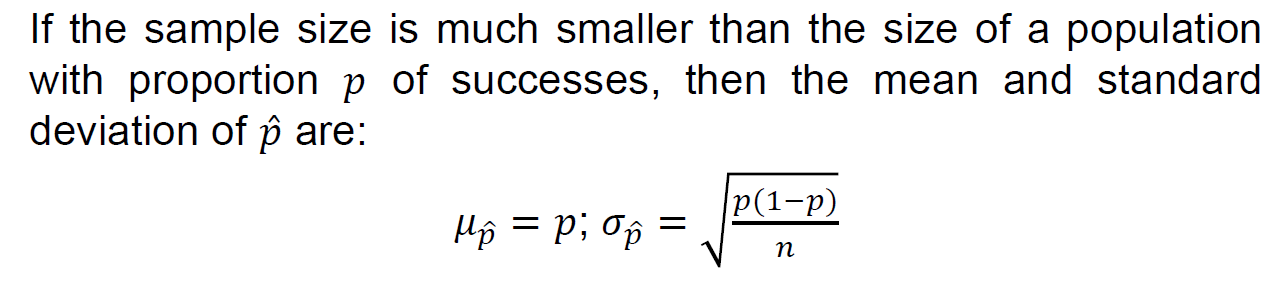 If the sample size is much smaller than the size of a population
with proportion 𝑝 of successes, then the mean and standard
deviation of 𝑝̂ are:
𝜇_𝑝̂ = 𝑝; 𝜎_𝑝̂ = √(𝑝(1−𝑝)/𝑛)